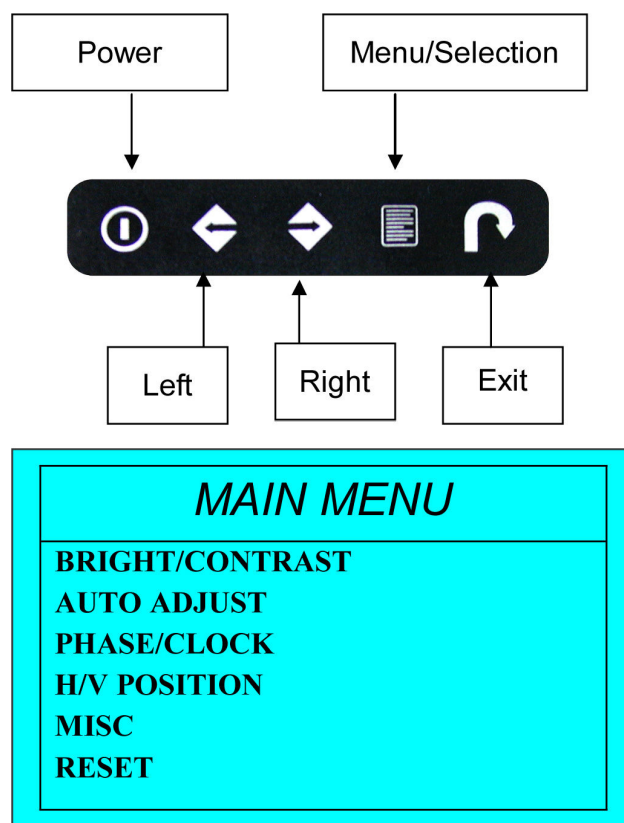 Power
Menu/Selection
Left
Right
Exit
MAIN MENU
BRIGHT/CONTRAST
AUTO ADJUST
PHASE/CLOCK
H/V POSITION
MISC
RESET